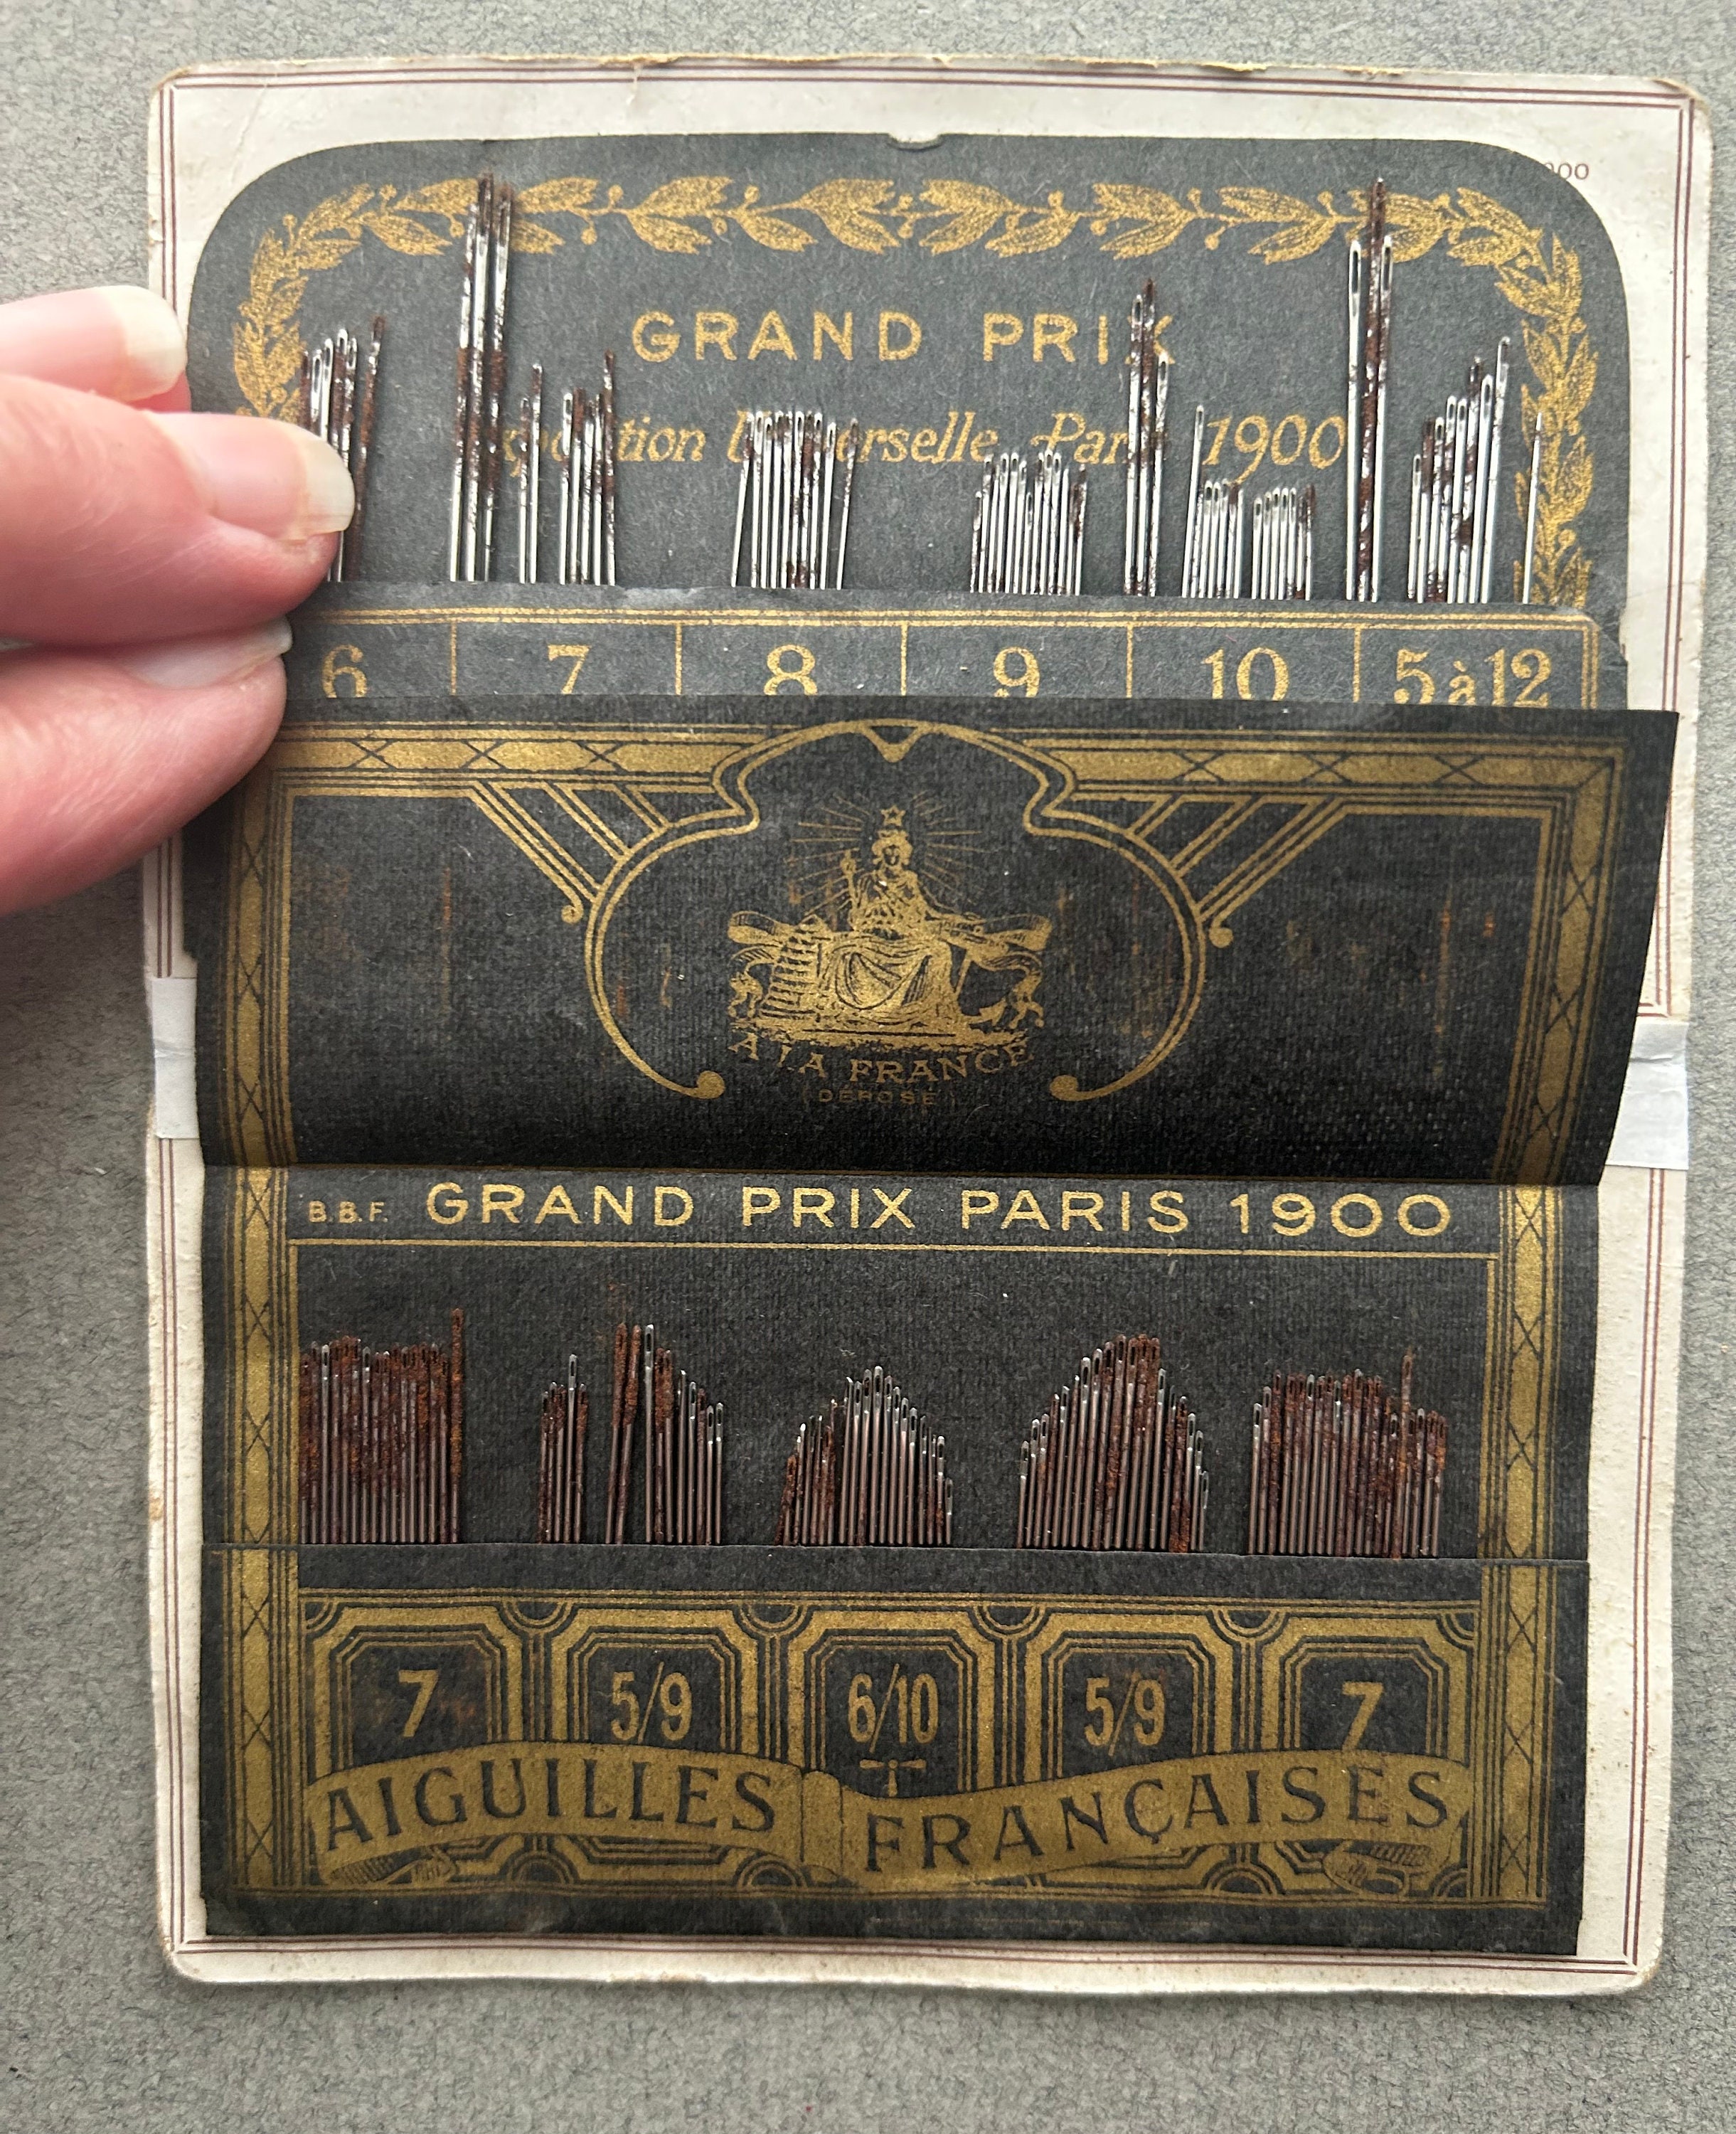 00
GRAND PRIX
Exposition Universelle, Paris 1900
6 7 8 9 10 5 à 12
A LA FRANCE
(DÉPOSÉ)
B.B.F. GRAND PRIX PARIS 1900
7 5/9 6/10 5/9 7
AIGUILLES FRANÇAISES